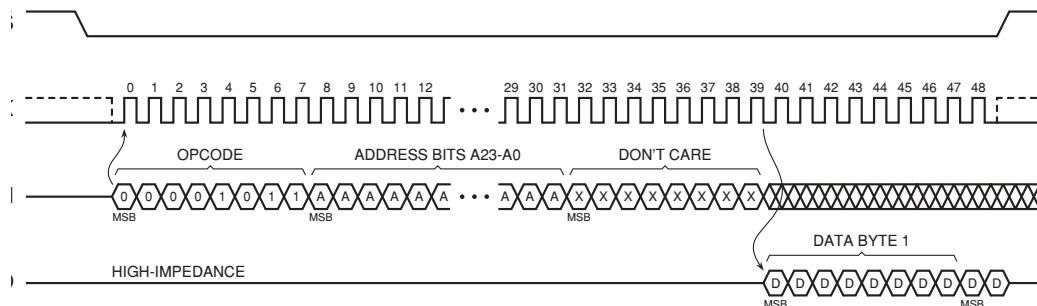 0 1 2 3 4 5 6 7 8 9 10 11 12 29 30 31 32 33 34 35 36 37 38 39 40 41 42 43 44 45 46 47 48
OPCODE ADDRESS BITS A23-A0 DON'T CARE
0 0 0 0 1 0 1 1 A A A A A A A A A X X X X X X X X
MSB MSB MSB
DATA BYTE 1
HIGH-IMPEDANCE
D D D D D D D D D D
MSB MSB